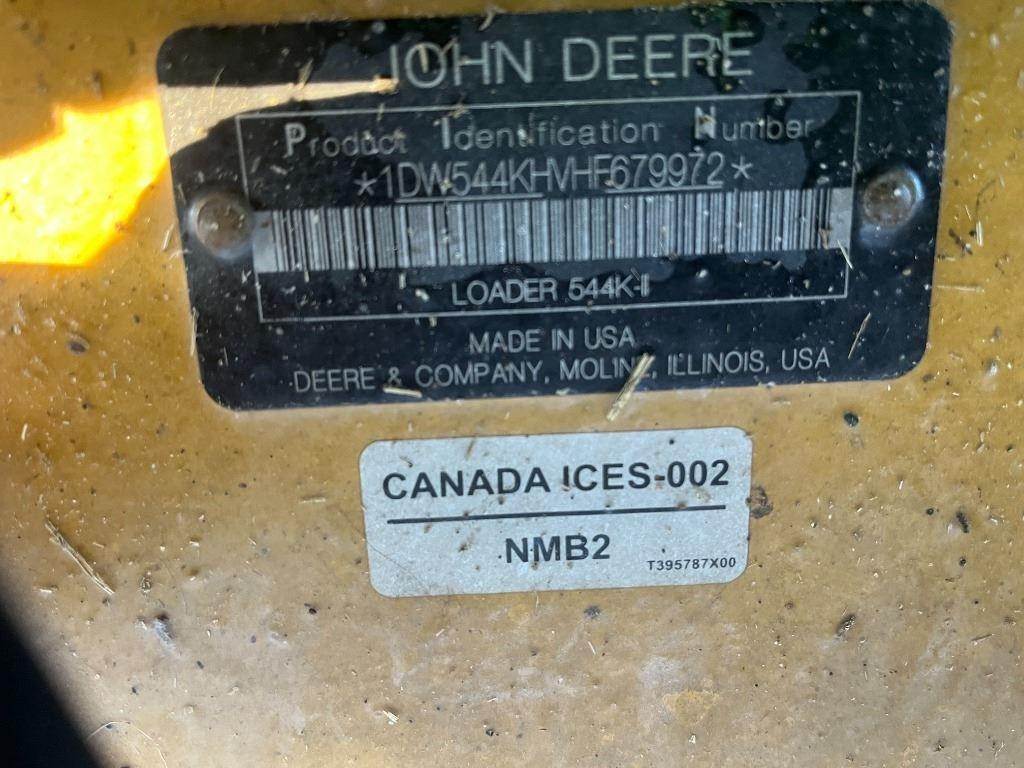 JOHN DEERE
Product Identification Number
*1DW544KHVHF679972*
LOADER 544K-II
MADE IN USA
DEERE & COMPANY, MOLINE, ILLINOIS, USA
CANADA ICES-002
NMB2
T395787X00